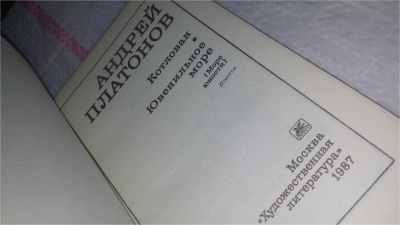 АНДРЕЙ
ПЛАТОНОВ
Котлован
Ювенильное
море
(Море
юности)
Повести
Москва
«Художественная
литература»
1987